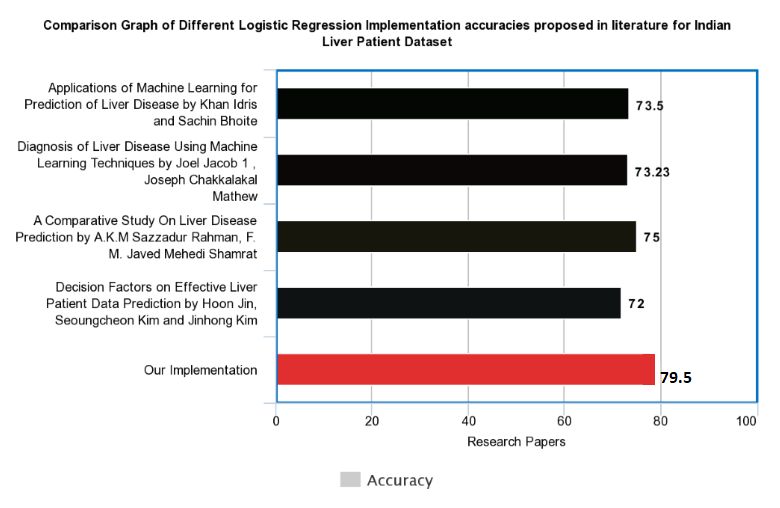 Comparison Graph of Different Logistic Regression Implementation accuracies proposed in literature for Indian
Liver Patient Dataset
Applications of Machine Learning for
Prediction of Liver Disease by Khan Idris
and Sachin Bhoite
73.5
Diagnosis of Liver Disease Using Machine
Learning Techniques by Joel Jacob 1 ,
Joseph Chakkalakal
Mathew
73.23
A Comparative Study On Liver Disease
Prediction by A.K.M Sazzadur Rahman, F.
M. Javed Mehedi Shamrat
75
Decision Factors on Effective Liver
Patient Data Prediction by Hoon Jin,
Seoungcheon Kim and Jinhong Kim
72
Our Implementation
79.5
0 20 40 60 80 100
Research Papers
Accuracy